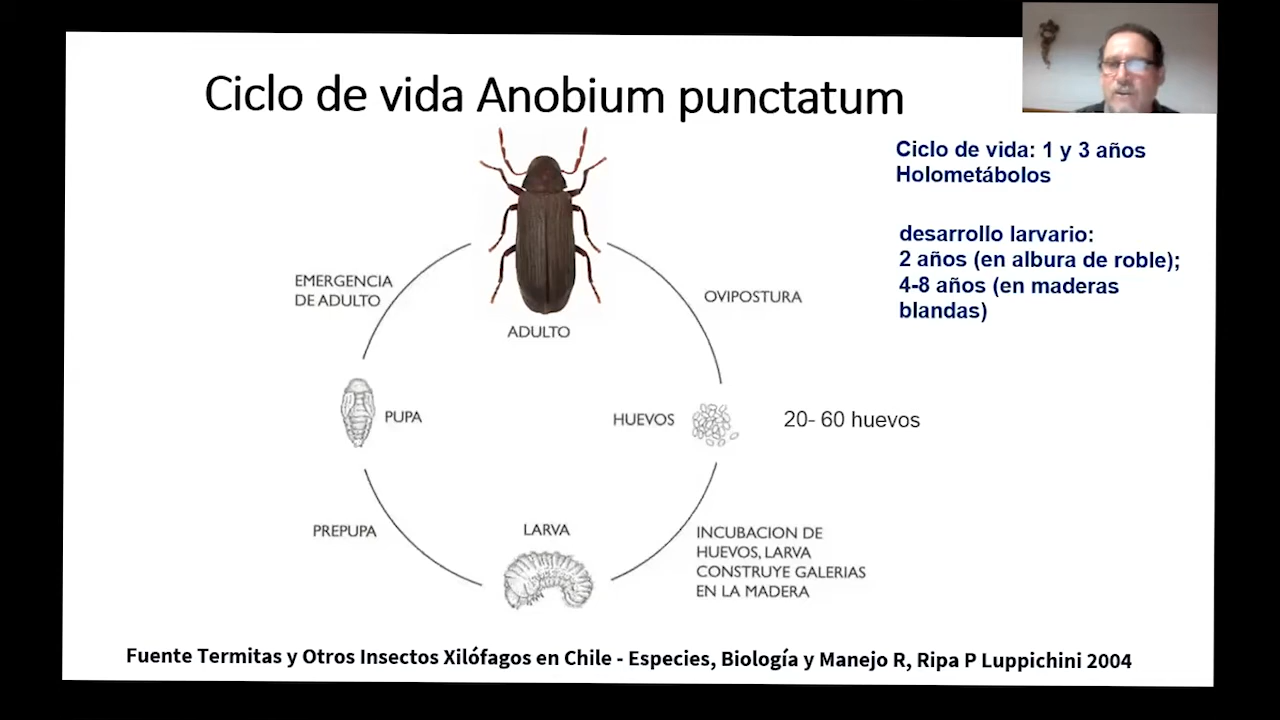 Ciclo de vida Anobium punctatum
Ciclo de vida: 1 y 3 años
Holometábolos
desarrollo larvario:
2 años (en albura de roble);
4-8 años (en maderas
blandas)
EMERGENCIA
DE ADULTO
OVIPOSTURA
ADULTO
PUPA
HUEVOS
20- 60 huevos
PREPUPA
LARVA
INCUBACION DE
HUEVOS, LARVA
CONSTRUYE GALERIAS
EN LA MADERA
Fuente Termitas y Otros Insectos Xilófagos en Chile - Especies, Biología y Manejo R, Ripa P Luppichini 2004